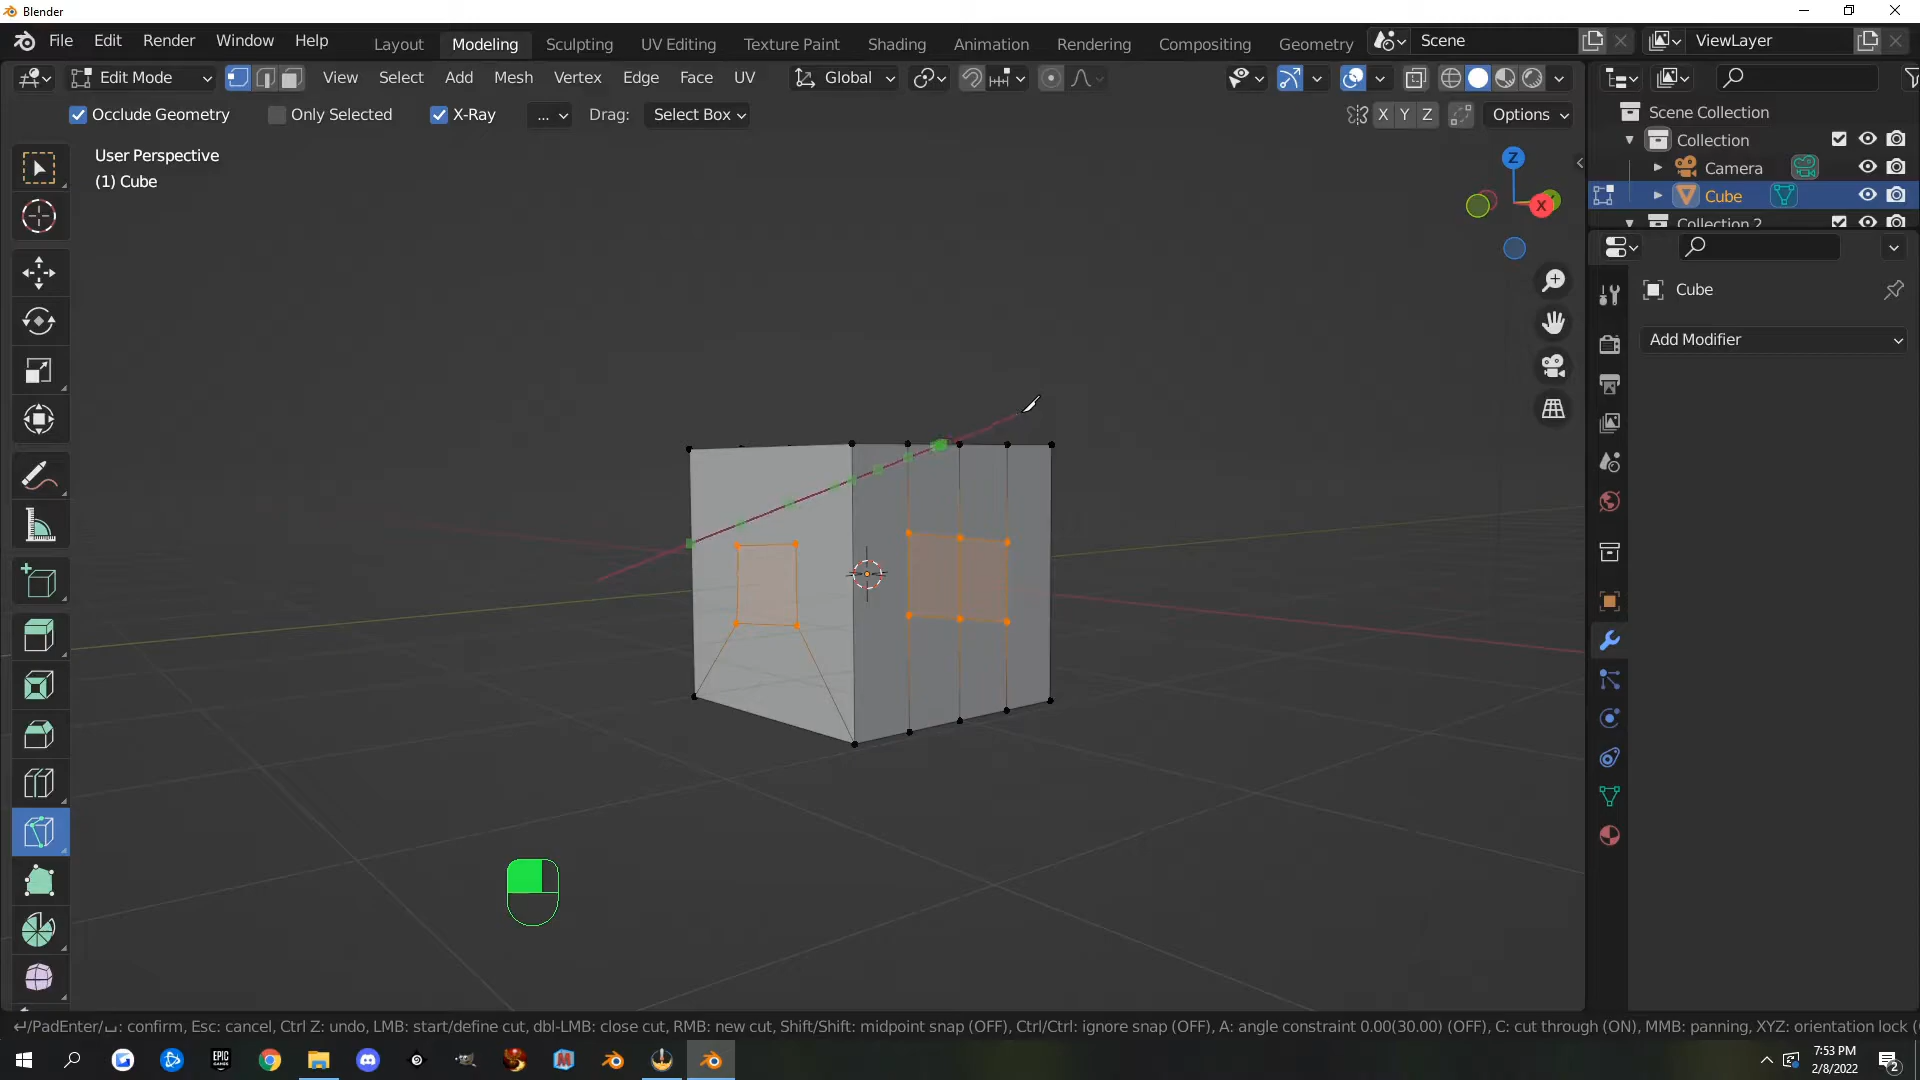 Blender
File Edit Render Window Help Layout Modeling Sculpting UV Editing Texture Paint Shading Animation Rendering Compositing Geometry Scene ViewLayer
Edit Mode View Select Add Mesh Vertex Edge Face UV Global
Occlude Geometry Only Selected X-Ray ... Drag: Select Box X Y Z Options
Scene Collection
Collection
Camera
Cube
Collection 2
User Perspective
(1) Cube
Z
X
Cube
Add Modifier
↵/PadEnter/␣: confirm, Esc: cancel, Ctrl Z: undo, LMB: start/define cut, dbl-LMB: close cut, RMB: new cut, Shift/Shift: midpoint snap (OFF), Ctrl/Ctrl: ignore snap (OFF), A: angle constraint 0.00(30.00) (OFF), C: cut through (ON), MMB: panning, XYZ: orientation lock (
EPIC GAMES
7:53 PM
2/8/2022
2